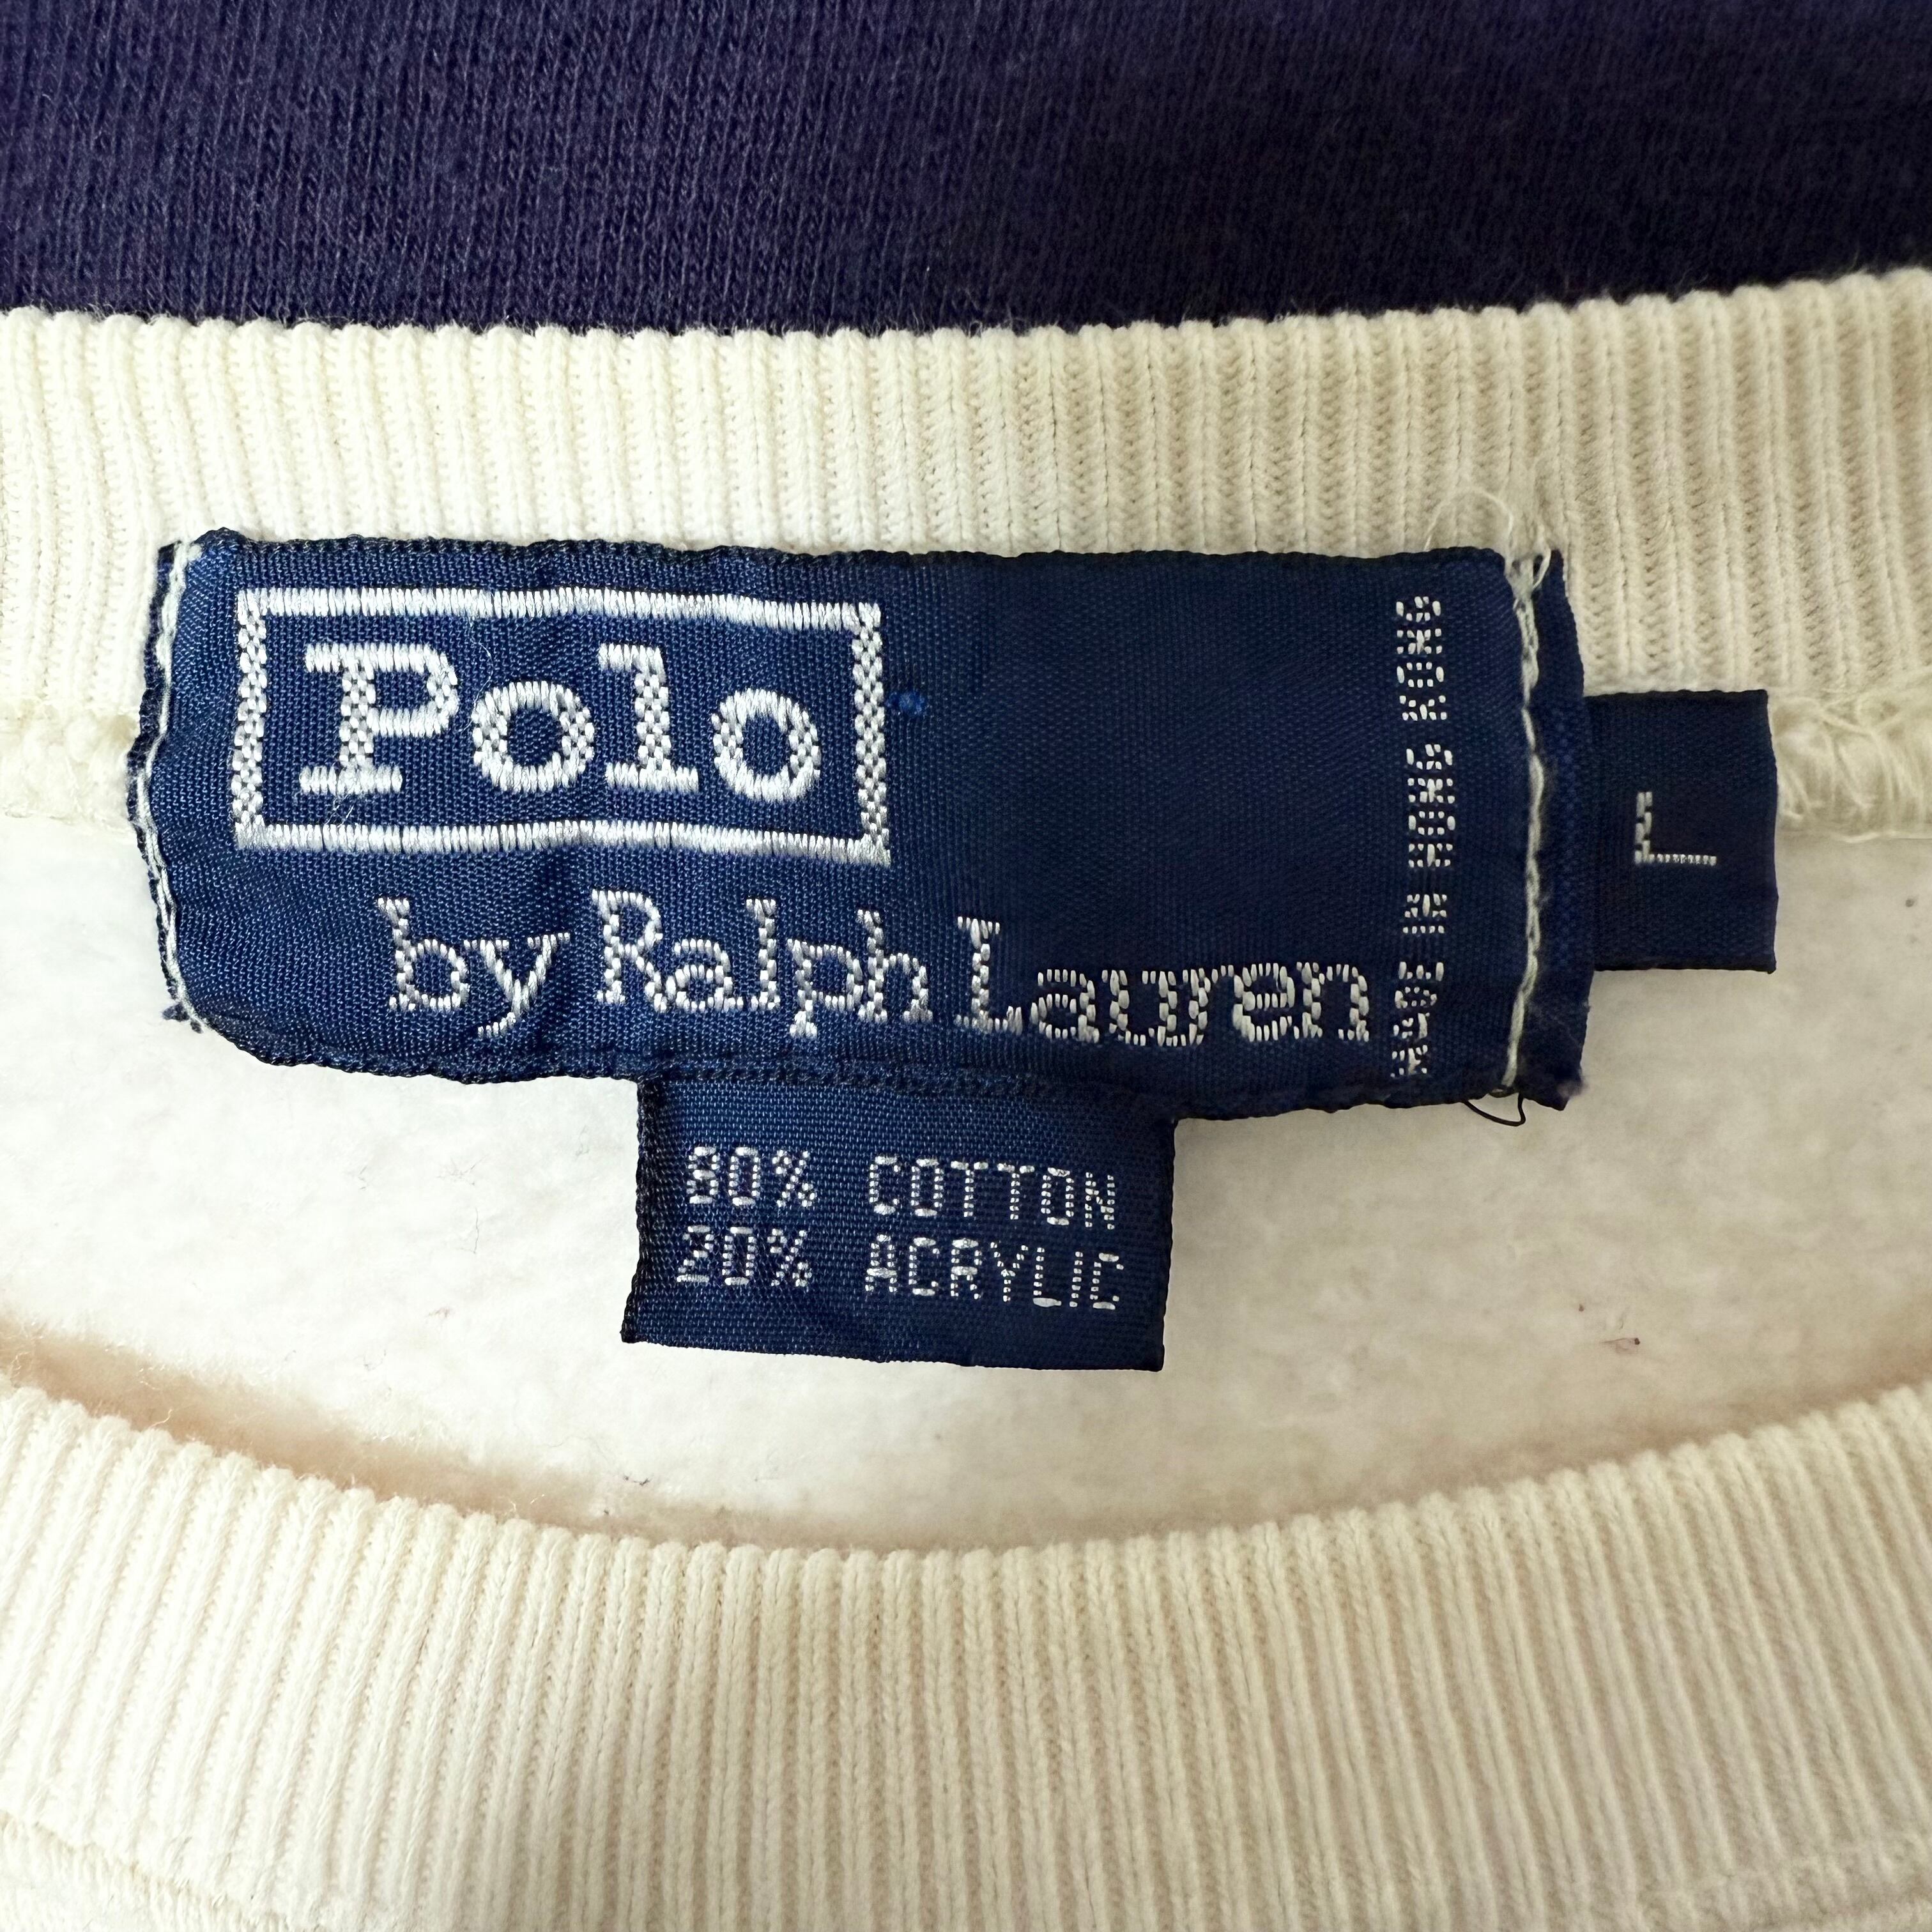 Polo
by Ralph Lauren
MADE IN HONG KONG
L
80% COTTON
20% ACRYLIC